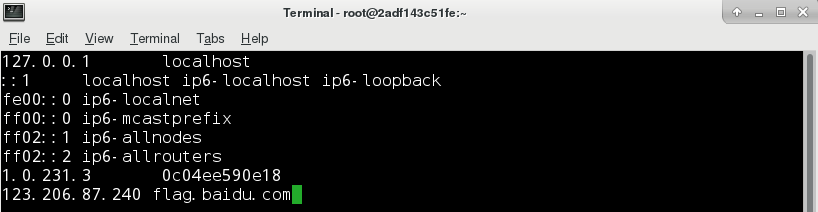 Terminal - root@2adf143c51fe:~
File Edit View Terminal Tabs Help
127.0.0.1 localhost
::1 localhost ip6-localhost ip6-loopback
fe00::0 ip6-localnet
ff00::0 ip6-mcastprefix
ff02::1 ip6-allnodes
ff02::2 ip6-allrouters
1.0.231.3 0c04ee590e18
123.206.87.240 flag.baidu.com